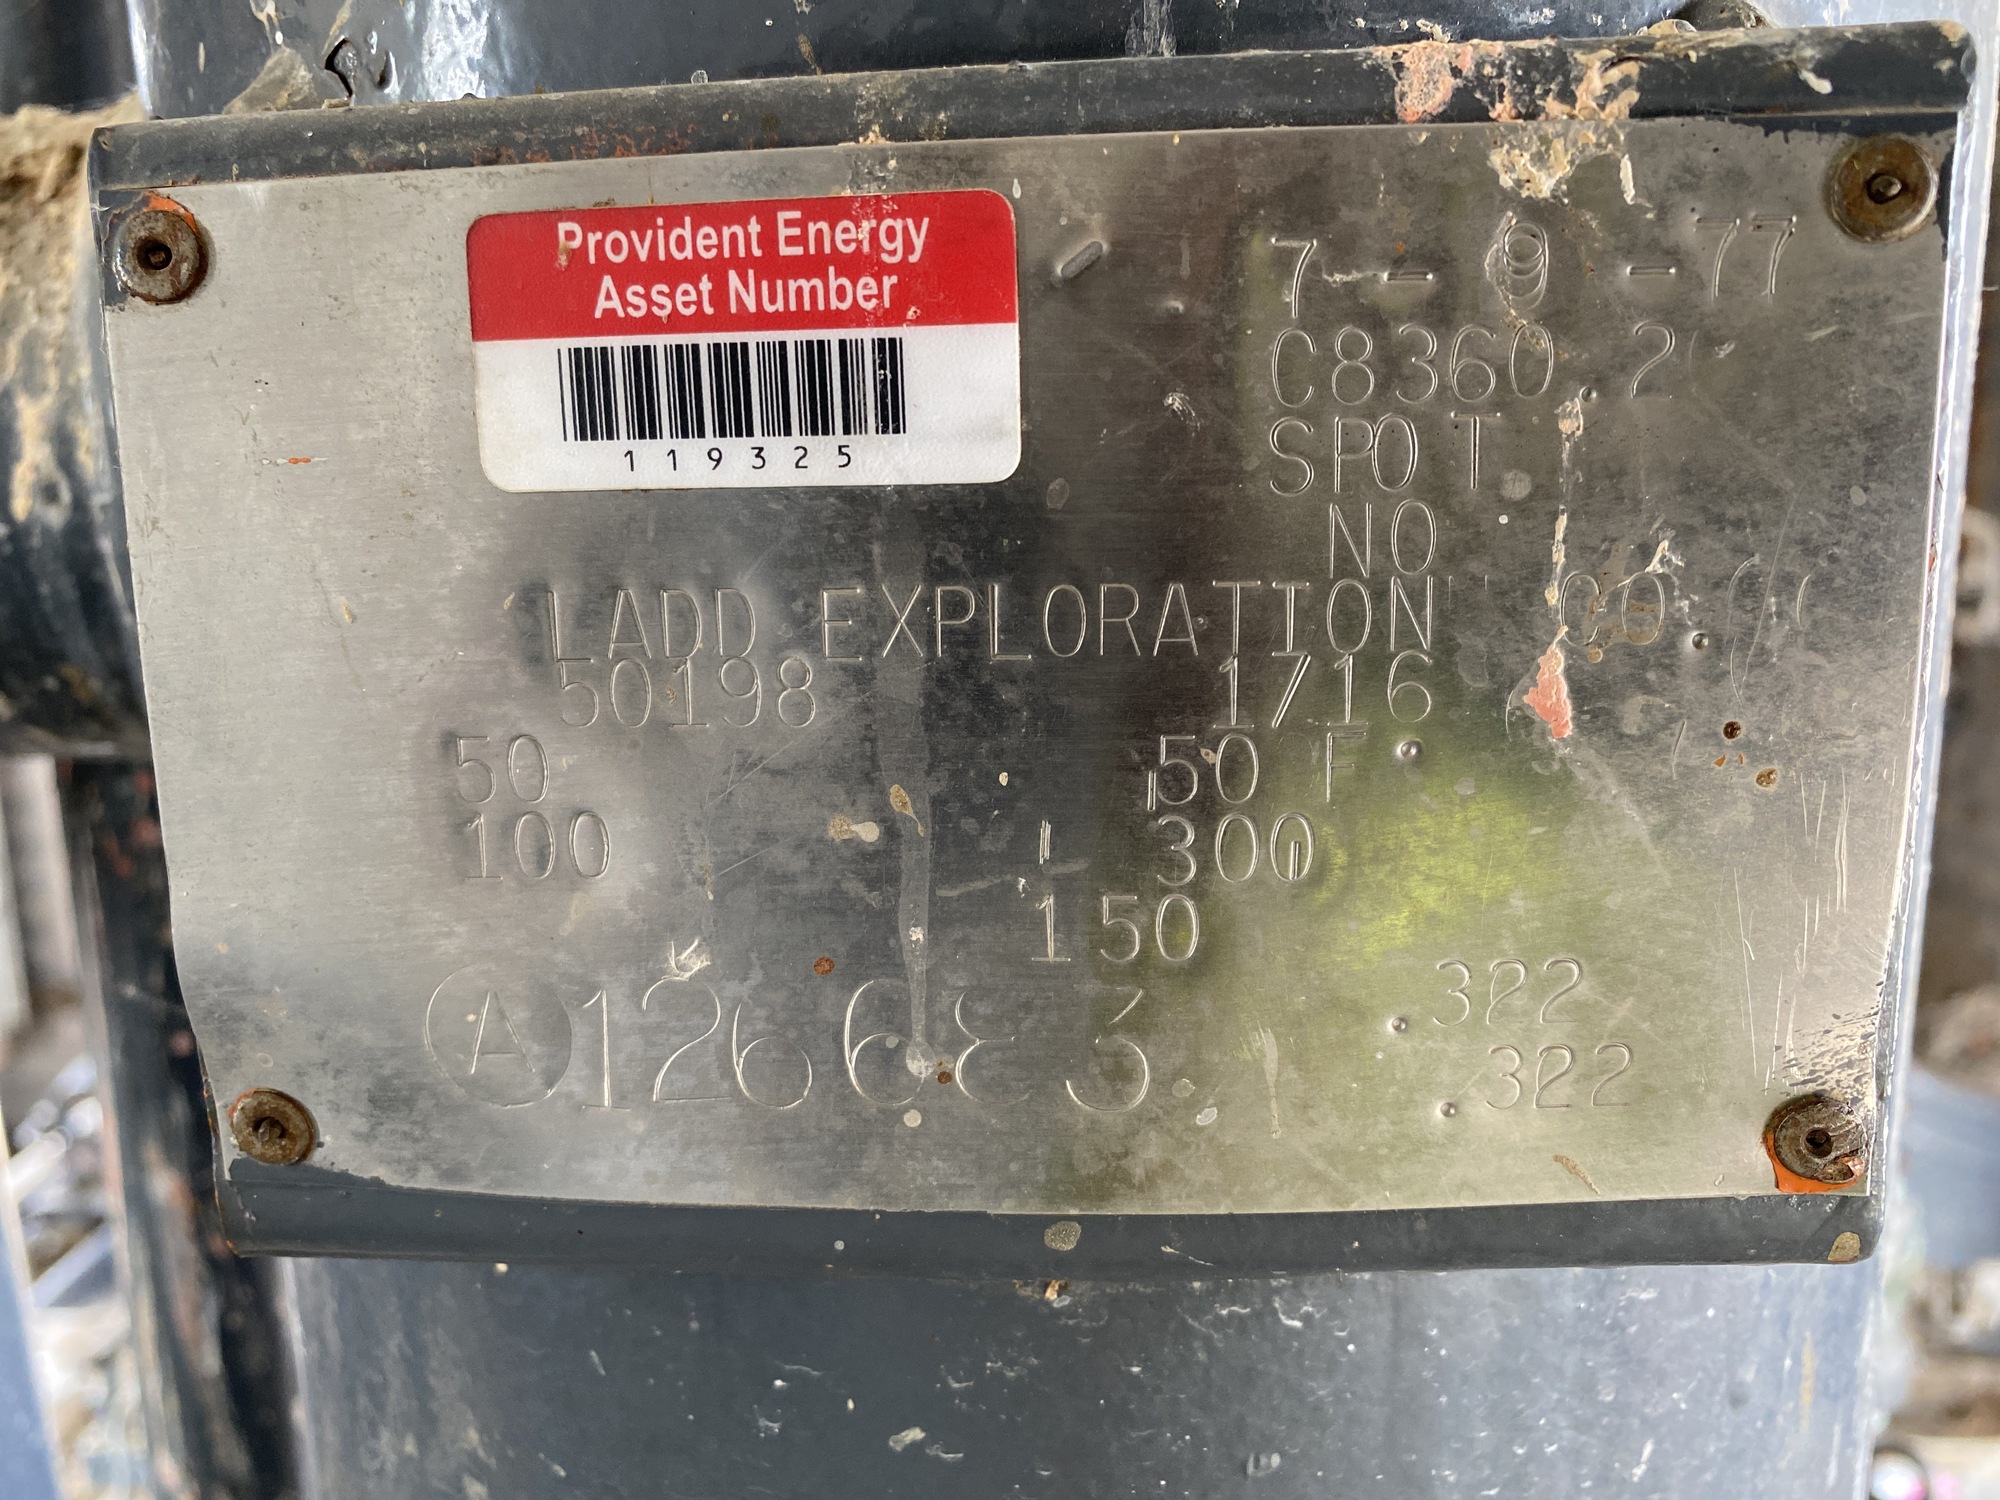 Provident Energy
Asset Number
119325
7 - 9 - 77
C8360.2
SPOT
NO
LADD EXPLORATION CO.
50198 1716
50 50 F
100 300
150
.322
A 126683
.322